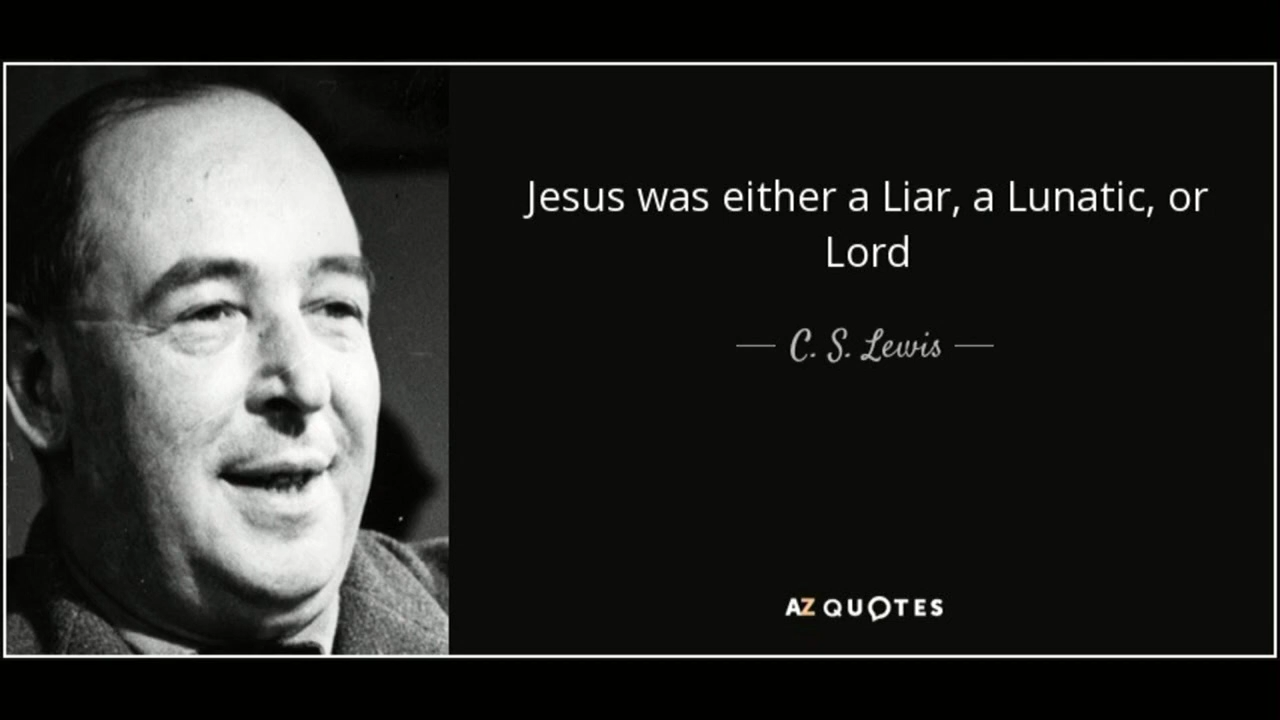 Jesus was either a Liar, a Lunatic, or
Lord
C. S. Lewis
AZ QUOTES